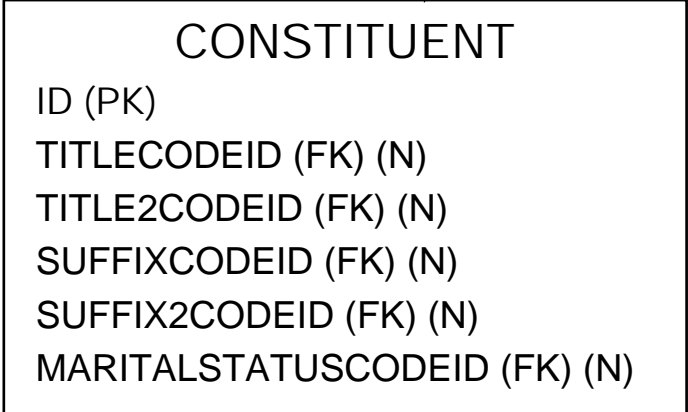 CONSTITUENT
ID (PK)
TITLECODEID (FK) (N)
TITLE2CODEID (FK) (N)
SUFFIXCODEID (FK) (N)
SUFFIX2CODEID (FK) (N)
MARITALSTATUSCODEID (FK) (N)